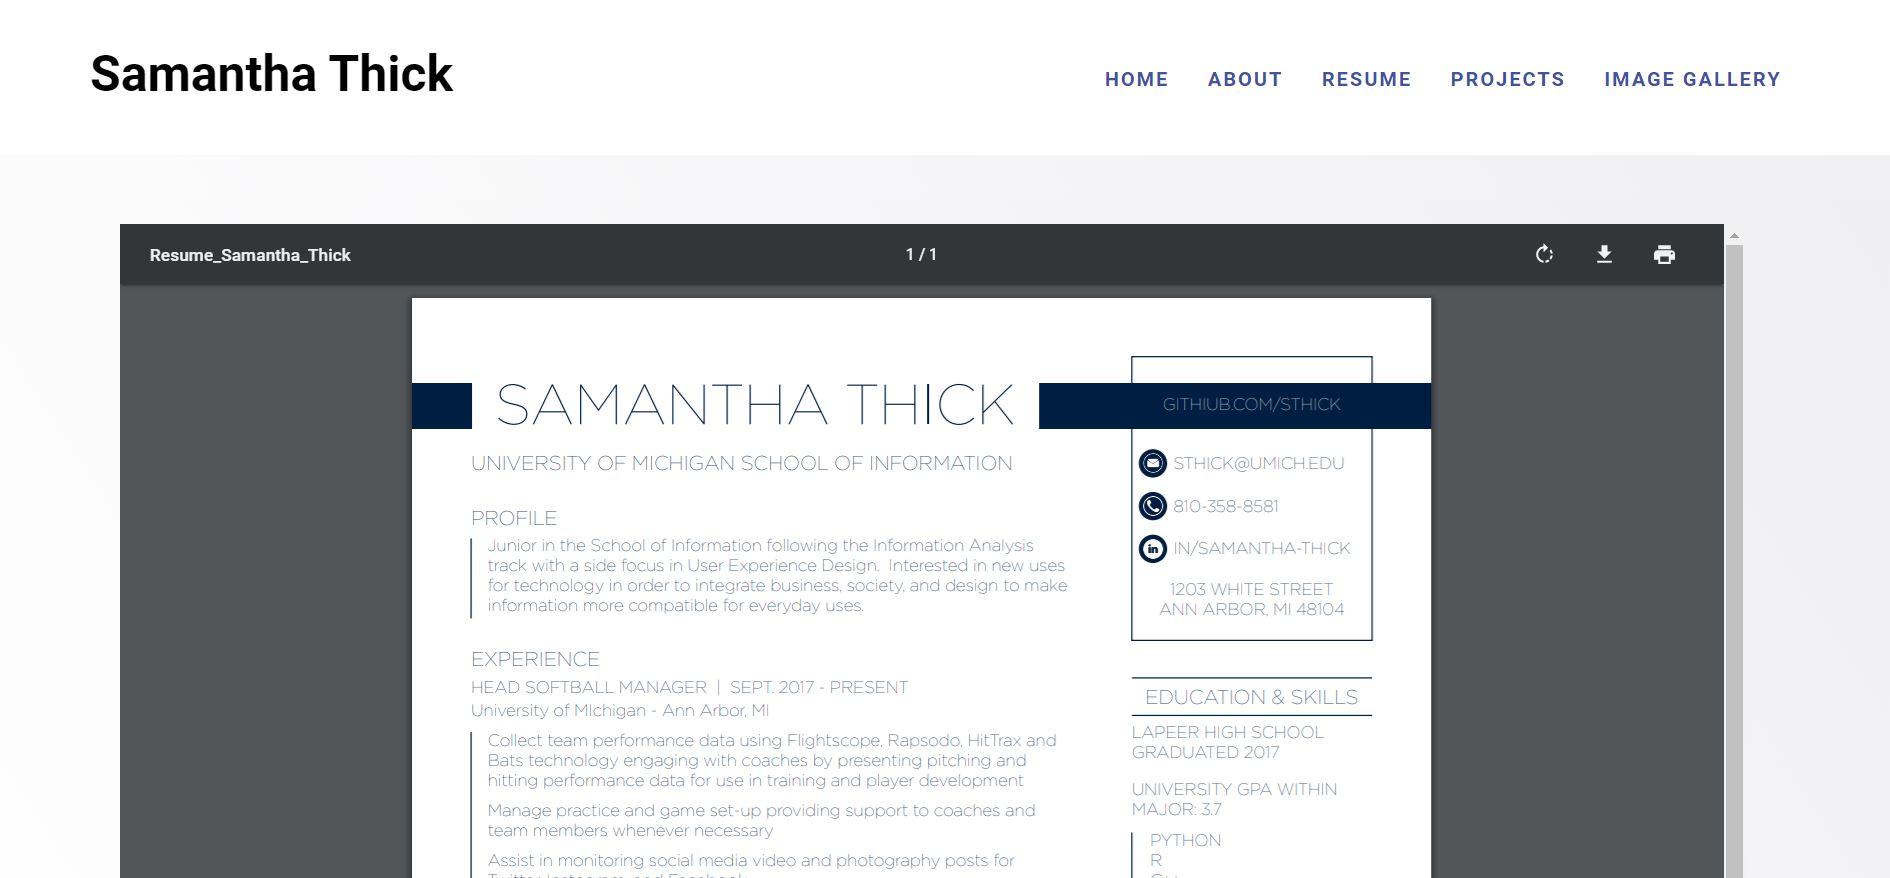 Samantha Thick
HOME ABOUT RESUME PROJECTS IMAGE GALLERY
Resume_Samantha_Thick
1 / 1
SAMANTHA THICK
UNIVERSITY OF MICHIGAN SCHOOL OF INFORMATION
PROFILE
Junior in the School of Information following the Information Analysis
track with a side focus in User Experience Design. Interested in new uses
for technology in order to integrate business, society, and design to make
information more compatible for everyday uses.
EXPERIENCE
HEAD SOFTBALL MANAGER | SEPT. 2017 - PRESENT
University of MIchigan - Ann Arbor, MI
Collect team performance data using Flightscope, Rapsodo, HitTrax and
Bats technology engaging with coaches by presenting pitching and
hitting performance data for use in training and player development
Manage practice and game set-up providing support to coaches and
team members whenever necessary
Assist in monitoring social media video and photography posts for
GITHIUB.COM/STHICK
STHICK@UMICH.EDU
810-358-8581
in IN/SAMANTHA-THICK
1203 WHITE STREET
ANN ARBOR, MI 48104
EDUCATION & SKILLS
LAPEER HIGH SCHOOL
GRADUATED 2017
UNIVERSITY GPA WITHIN
MAJOR: 3.7
PYTHON
R